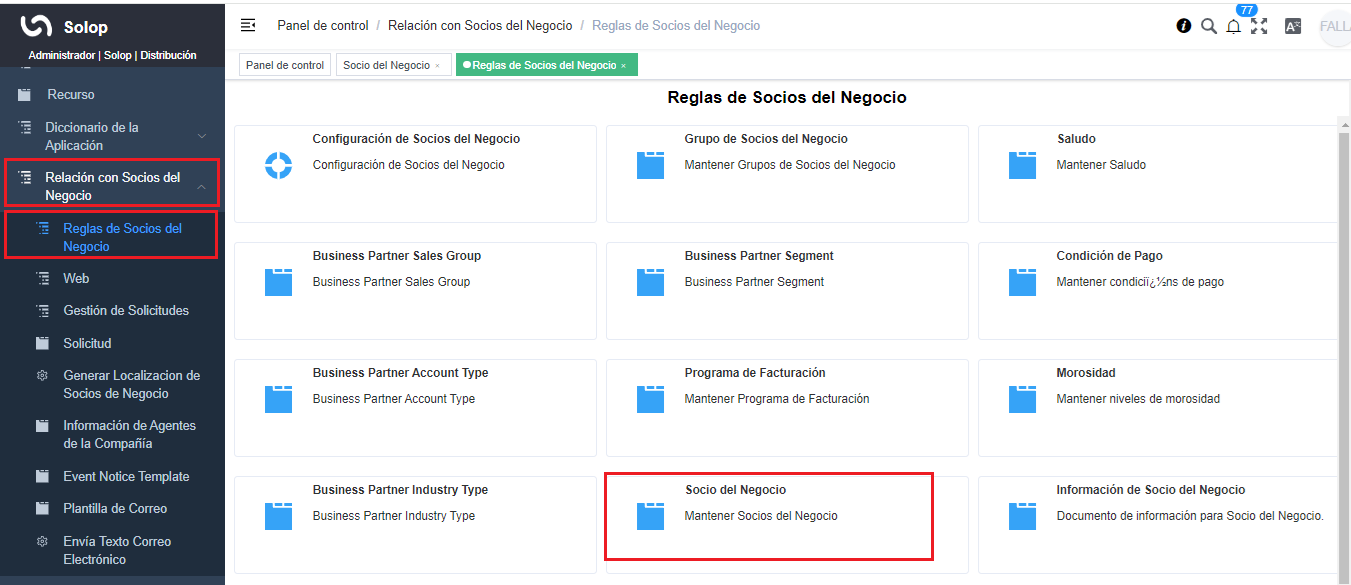 Solop
Administrador | Solop | Distribución
Recurso
Diccionario de la
Aplicación
Relación con Socios del
Negocio
Reglas de Socios del
Negocio
Web
Gestión de Solicitudes
Solicitud
Generar Localizacion de
Socios de Negocio
Información de Agentes
de la Compañía
Event Notice Template
Plantilla de Correo
Envía Texto Correo
Electrónico
Panel de control / Relación con Socios del Negocio / Reglas de Socios del Negocio
77
FALL
Panel de control
Socio del Negocio ×
Reglas de Socios del Negocio ×
Reglas de Socios del Negocio
Configuración de Socios del Negocio
Configuración de Socios del Negocio
Grupo de Socios del Negocio
Mantener Grupos de Socios del Negocio
Saludo
Mantener Saludo
Business Partner Sales Group
Business Partner Sales Group
Business Partner Segment
Business Partner Segment
Condición de Pago
Mantener condiciï¿½ns de pago
Business Partner Account Type
Business Partner Account Type
Programa de Facturación
Mantener Programa de Facturación
Morosidad
Mantener niveles de morosidad
Business Partner Industry Type
Business Partner Industry Type
Socio del Negocio
Mantener Socios del Negocio
Información de Socio del Negocio
Documento de información para Socio del Negocio.